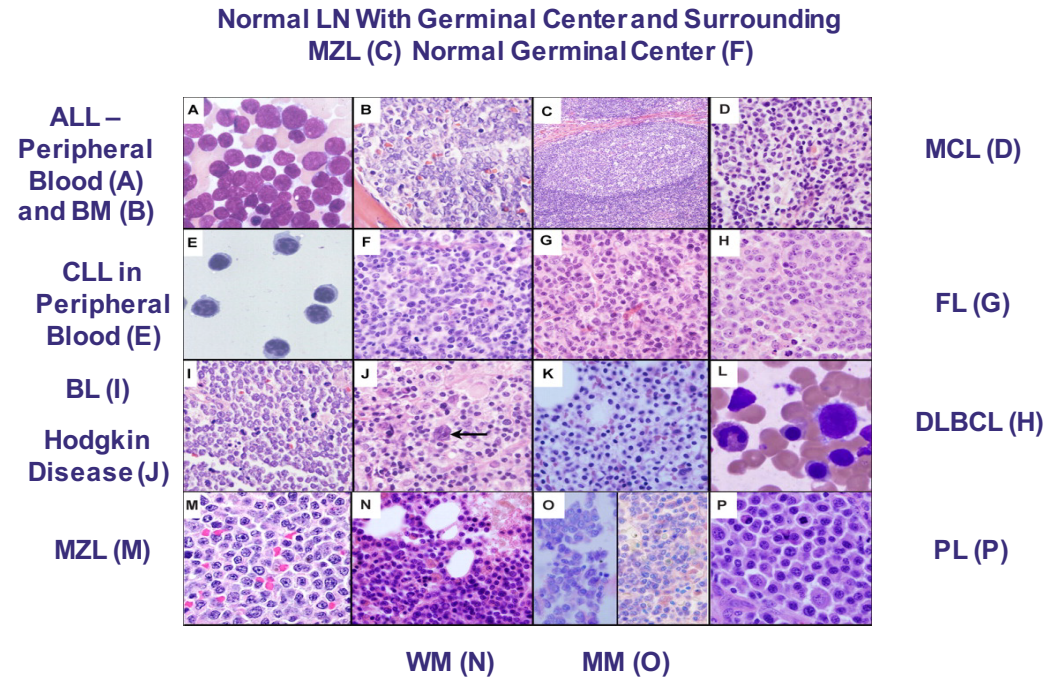 Normal LN With Germinal Center and Surrounding
MZL (C) Normal Germinal Center (F)
ALL –
Peripheral
Blood (A)
and BM (B)
A
B
C
D
MCL (D)
CLL in
Peripheral
Blood (E)
E
F
G
H
FL (G)
BL (I)
Hodgkin
Disease (J)
I
J
K
L
DLBCL (H)
MZL (M)
M
N
O
P
PL (P)
WM (N)
MM (O)